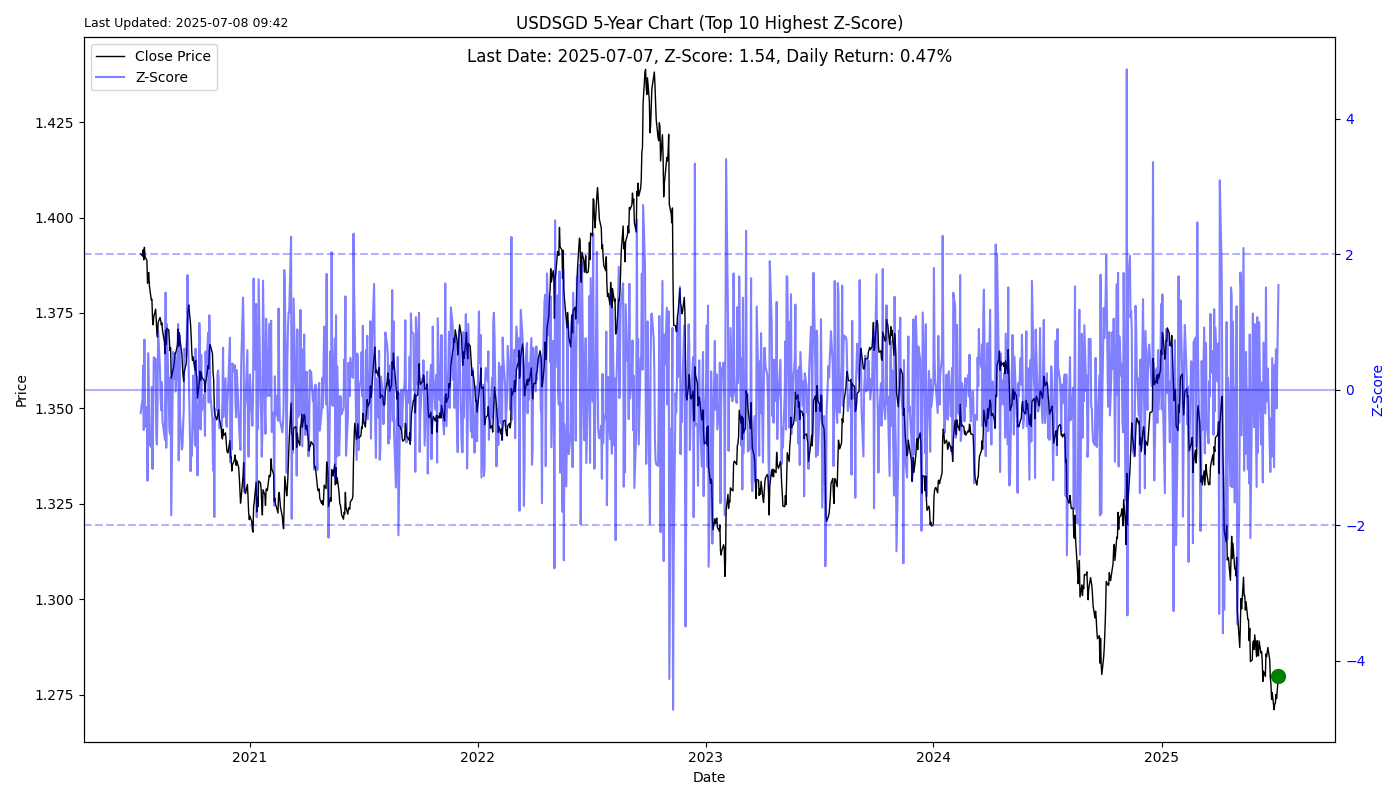 Last Updated: 2025-07-08 09:42
USDSGD 5-Year Chart (Top 10 Highest Z-Score)
Last Date: 2025-07-07, Z-Score: 1.54, Daily Return: 0.47%
Close Price
Z-Score
Price
1.425
1.400
1.375
1.350
1.325
1.300
1.275
4
2
0
−2
−4
Z-Score
2021
2022
2023
2024
2025
Date